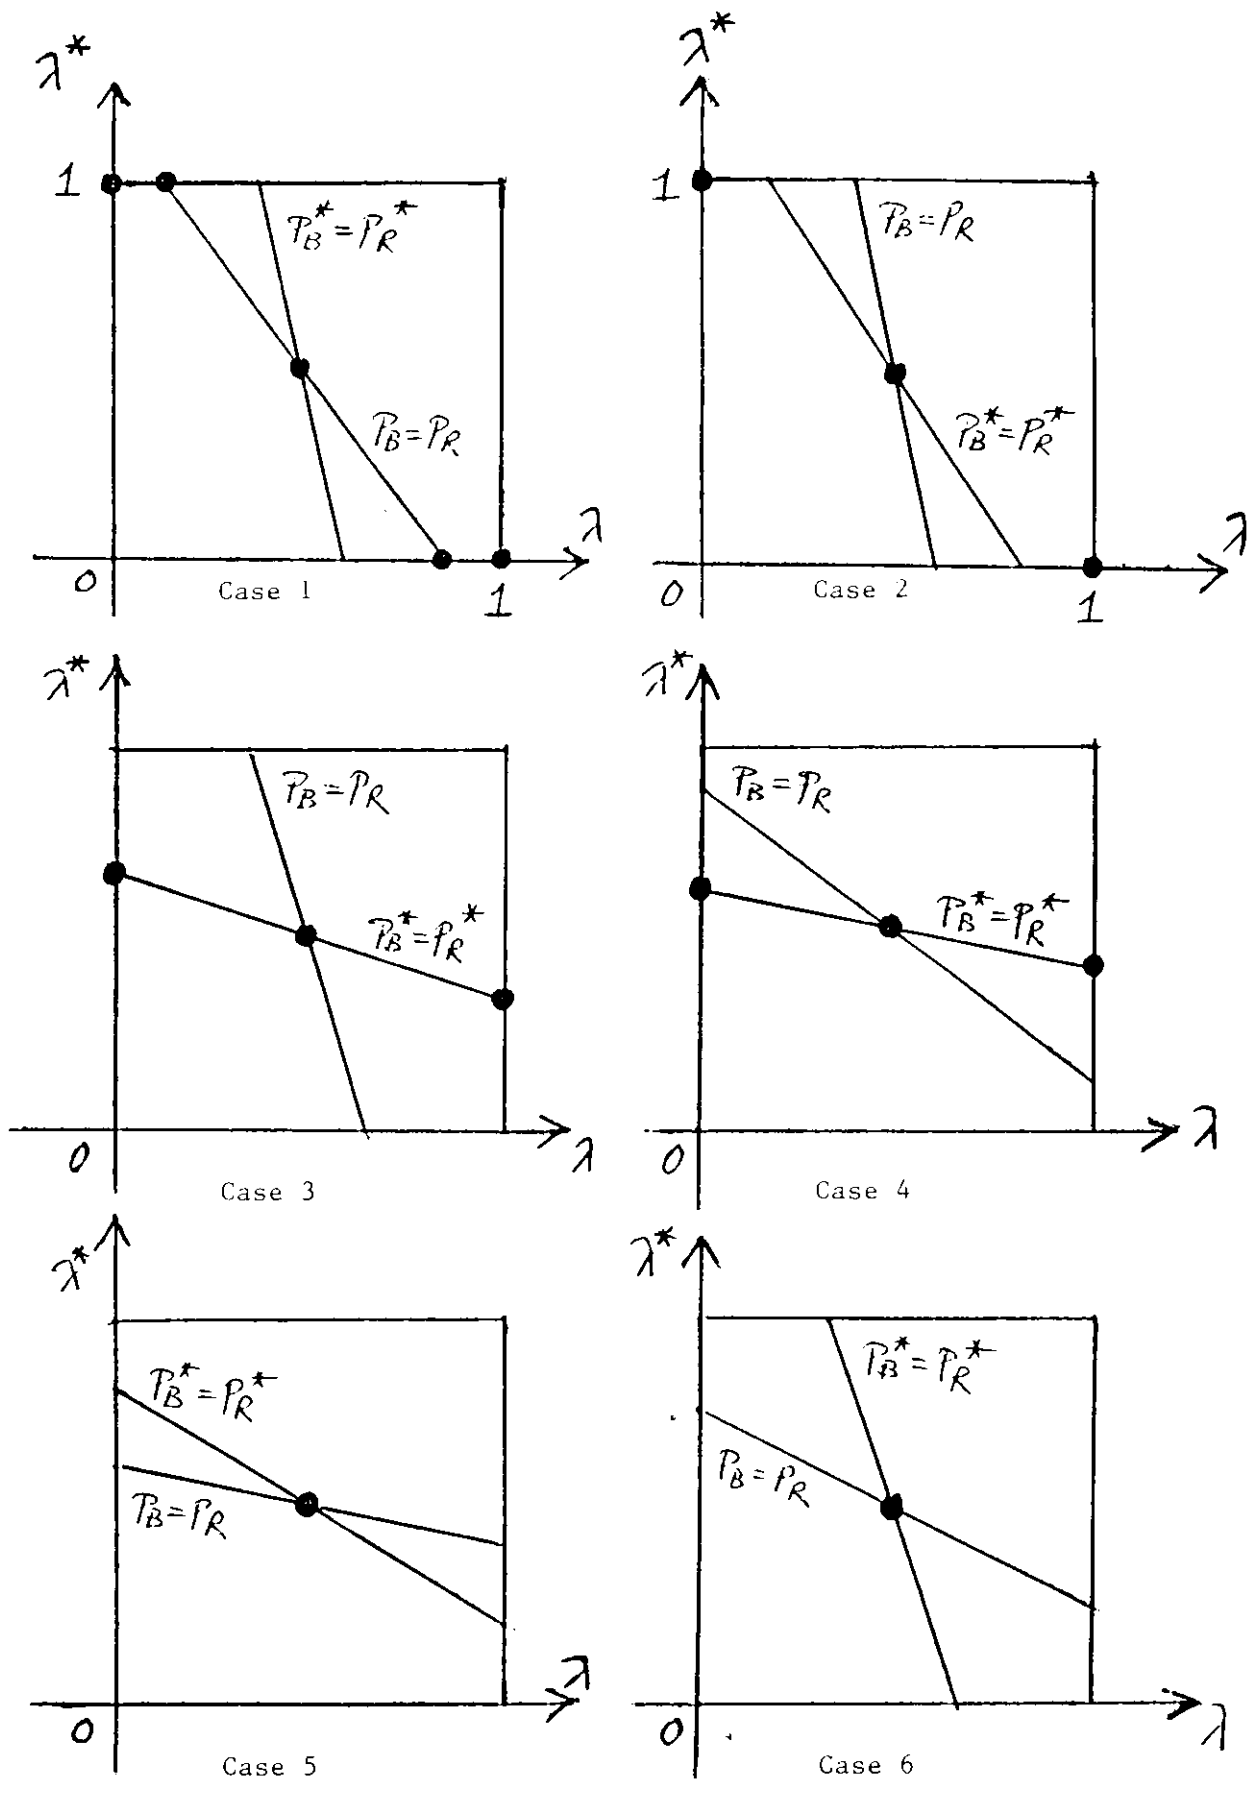 λ*
1
P_B* = P_R*
P_B = P_R
λ
0
1
Case 1
λ*
1
P_B = P_R
P_B* = P_R*
λ
0
1
Case 2
λ*
P_B = P_R
P_B* = P_R*
0
λ
Case 3
λ*
P_B = P_R
P_B* = P_R*
0
λ
Case 4
λ*
P_B* = P_R*
P_B = P_R
λ
0
Case 5
λ*
P_B* = P_R*
P_B = P_R
0
λ
Case 6